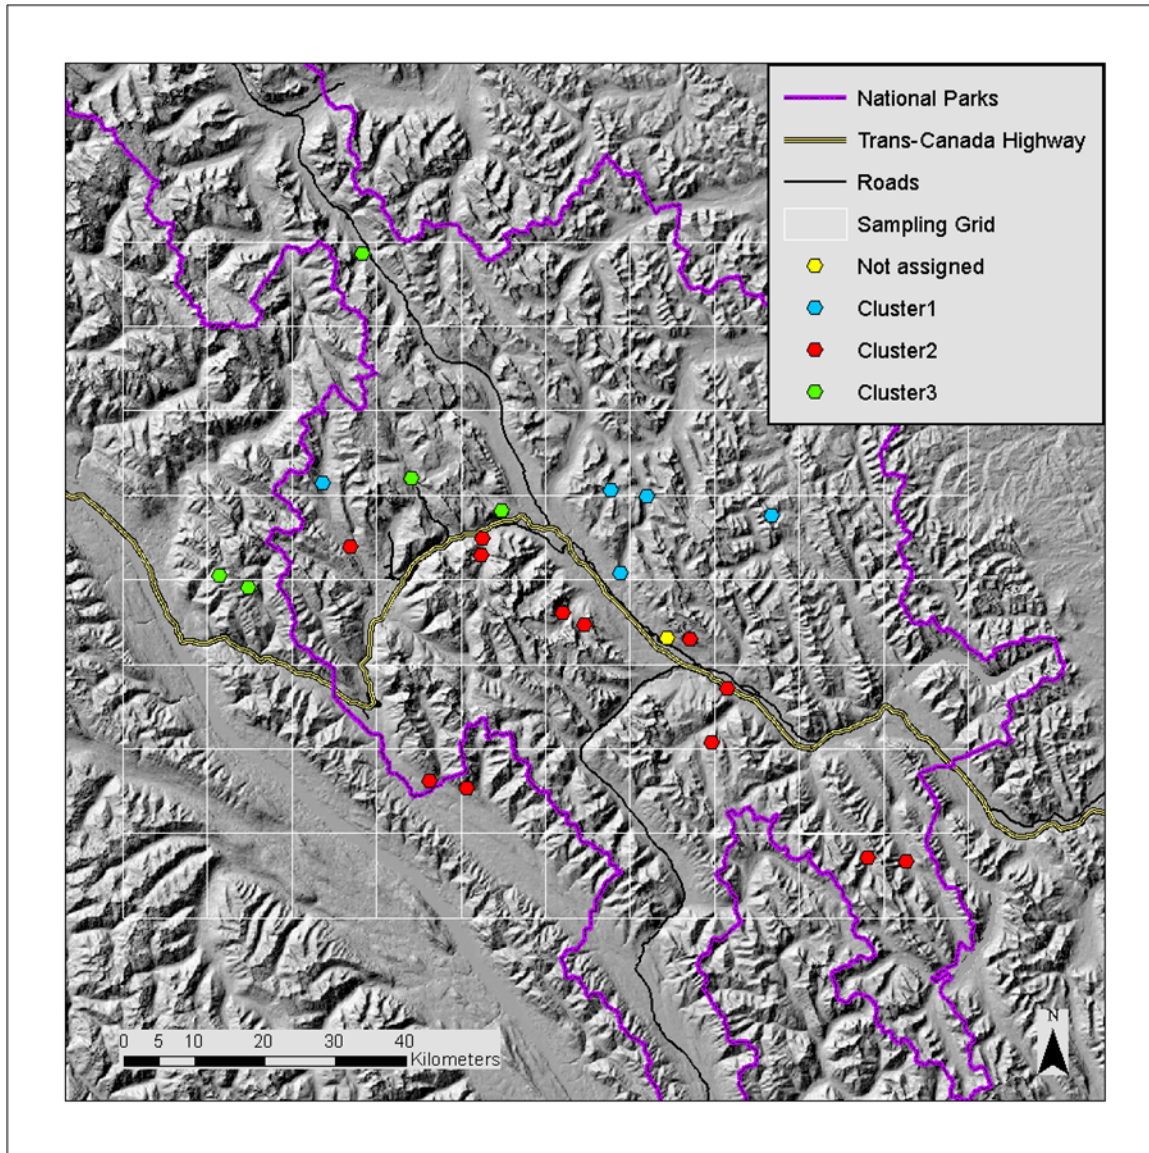 National Parks
Trans-Canada Highway
Roads
Sampling Grid
Not assigned
Cluster1
Cluster2
Cluster3
N
0 5 10 20 30 40
Kilometers